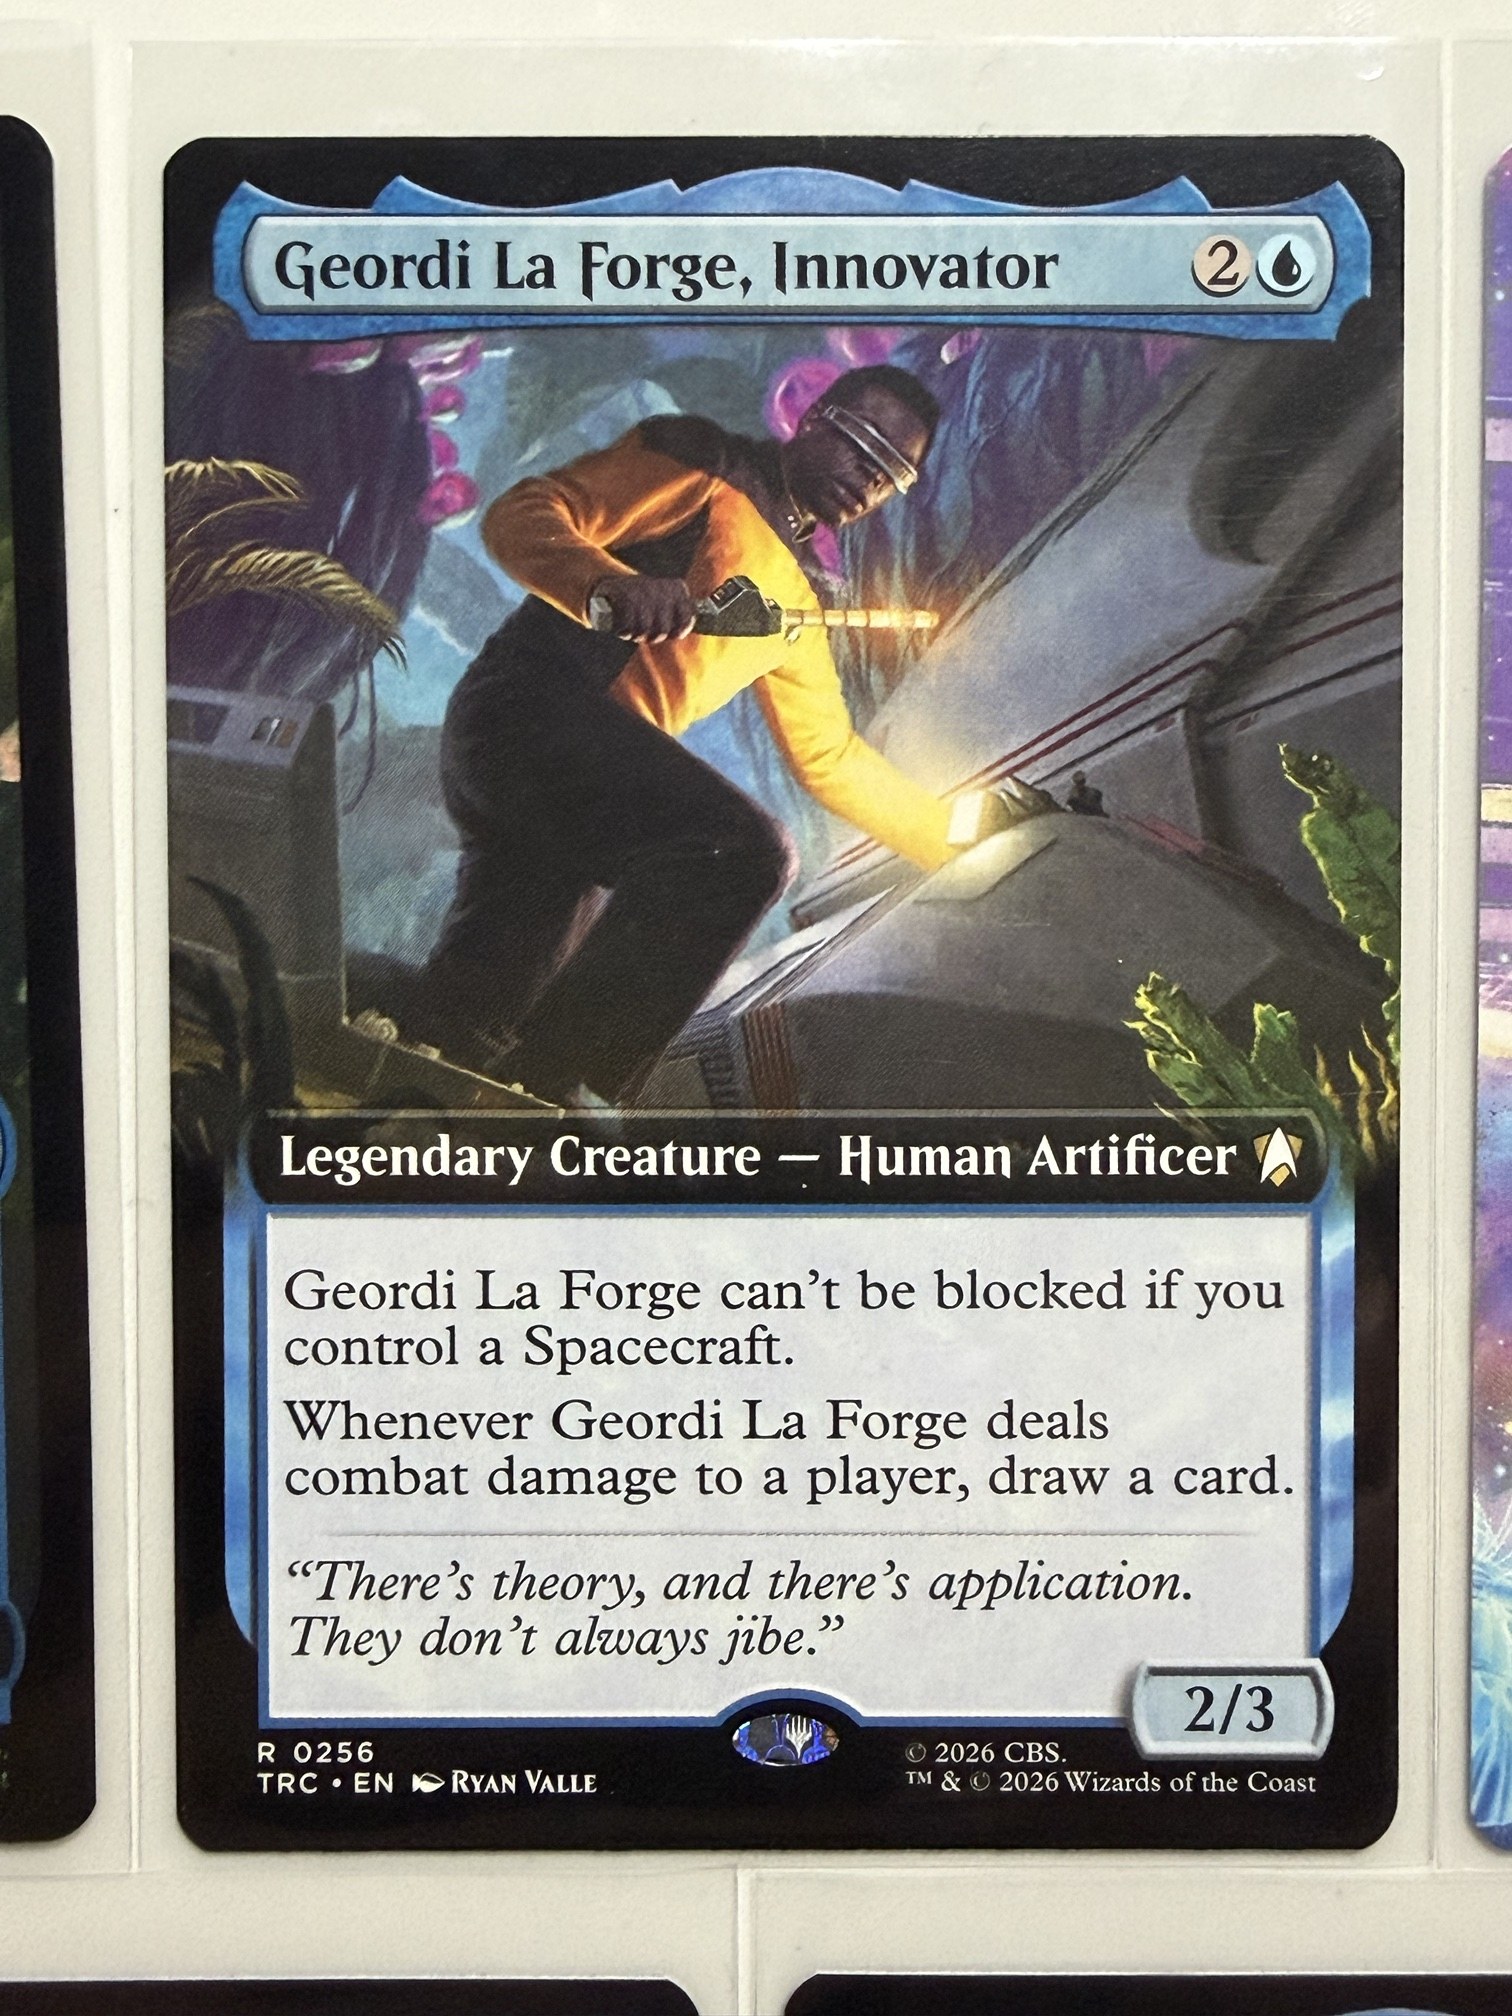 Geordi La Forge, Innovator 2
Legendary Creature — Human Artificer
Geordi La Forge can't be blocked if you
control a Spacecraft.
Whenever Geordi La Forge deals
combat damage to a player, draw a card.
“There's theory, and there's application.
They don't always jibe.”
2/3
R 0256
TRC • EN RYAN VALLE
© 2026 CBS.
™ & © 2026 Wizards of the Coast